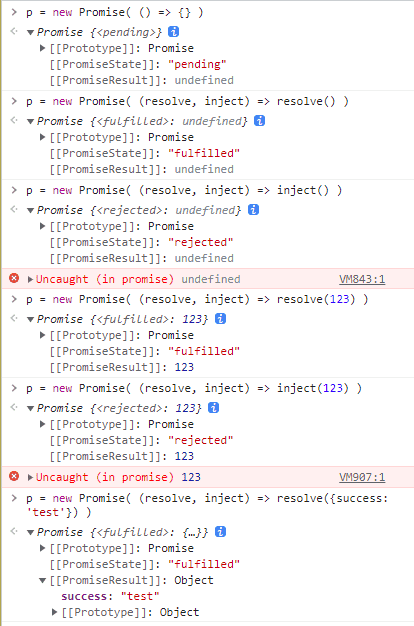 p = new Promise( () => {} )
Promise {<pending>} i
[[Prototype]]: Promise
[[PromiseState]]: "pending"
[[PromiseResult]]: undefined
p = new Promise( (resolve, inject) => resolve() )
Promise {<fulfilled>: undefined} i
[[Prototype]]: Promise
[[PromiseState]]: "fulfilled"
[[PromiseResult]]: undefined
p = new Promise( (resolve, inject) => inject() )
Promise {<rejected>: undefined} i
[[Prototype]]: Promise
[[PromiseState]]: "rejected"
[[PromiseResult]]: undefined
Uncaught (in promise) undefined VM843:1
p = new Promise( (resolve, inject) => resolve(123) )
Promise {<fulfilled>: 123} i
[[Prototype]]: Promise
[[PromiseState]]: "fulfilled"
[[PromiseResult]]: 123
p = new Promise( (resolve, inject) => inject(123) )
Promise {<rejected>: 123} i
[[Prototype]]: Promise
[[PromiseState]]: "rejected"
[[PromiseResult]]: 123
Uncaught (in promise) 123 VM907:1
p = new Promise( (resolve, inject) => resolve({success:
'test'}) )
Promise {<fulfilled>: {…}} i
[[Prototype]]: Promise
[[PromiseState]]: "fulfilled"
[[PromiseResult]]: Object
success: "test"
[[Prototype]]: Object